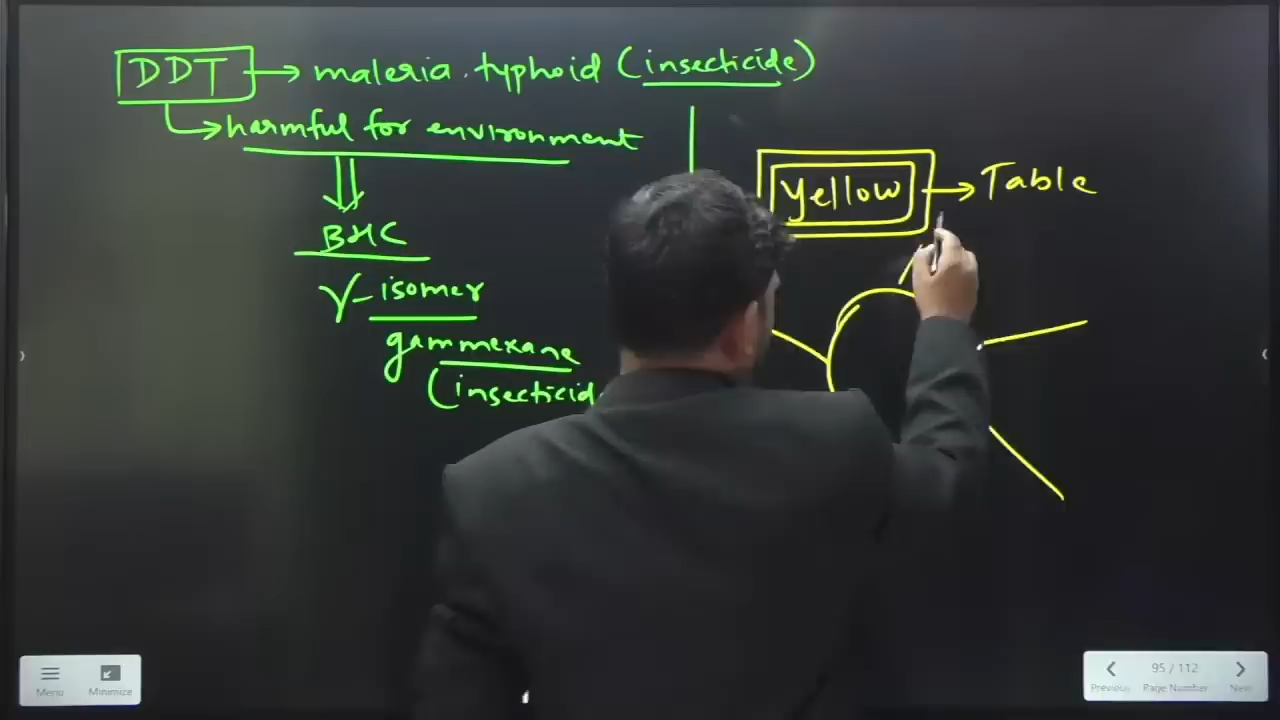 DDT → maleria. typhoid (insecticide)
harmful for environment
BHC
γ-isomer
gammexane
(insecticid
Yellow → Table
Menu
Minimize
95 / 112
Previous
Page Number
Next